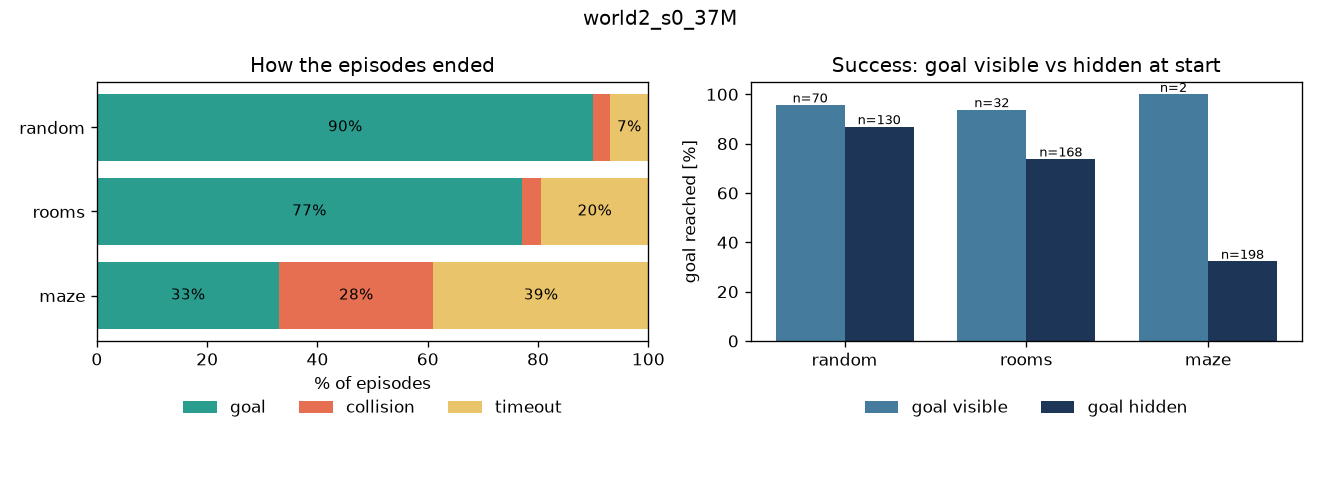 world2_s0_37M
How the episodes ended
random
90%
7%
rooms
77%
20%
maze
33%
28%
39%
0 20 40 60 80 100
% of episodes
goal collision timeout
Success: goal visible vs hidden at start
goal reached [%]
100
80
60
40
20
0
n=70
n=130
n=32
n=168
n=2
n=198
random rooms maze
goal visible goal hidden